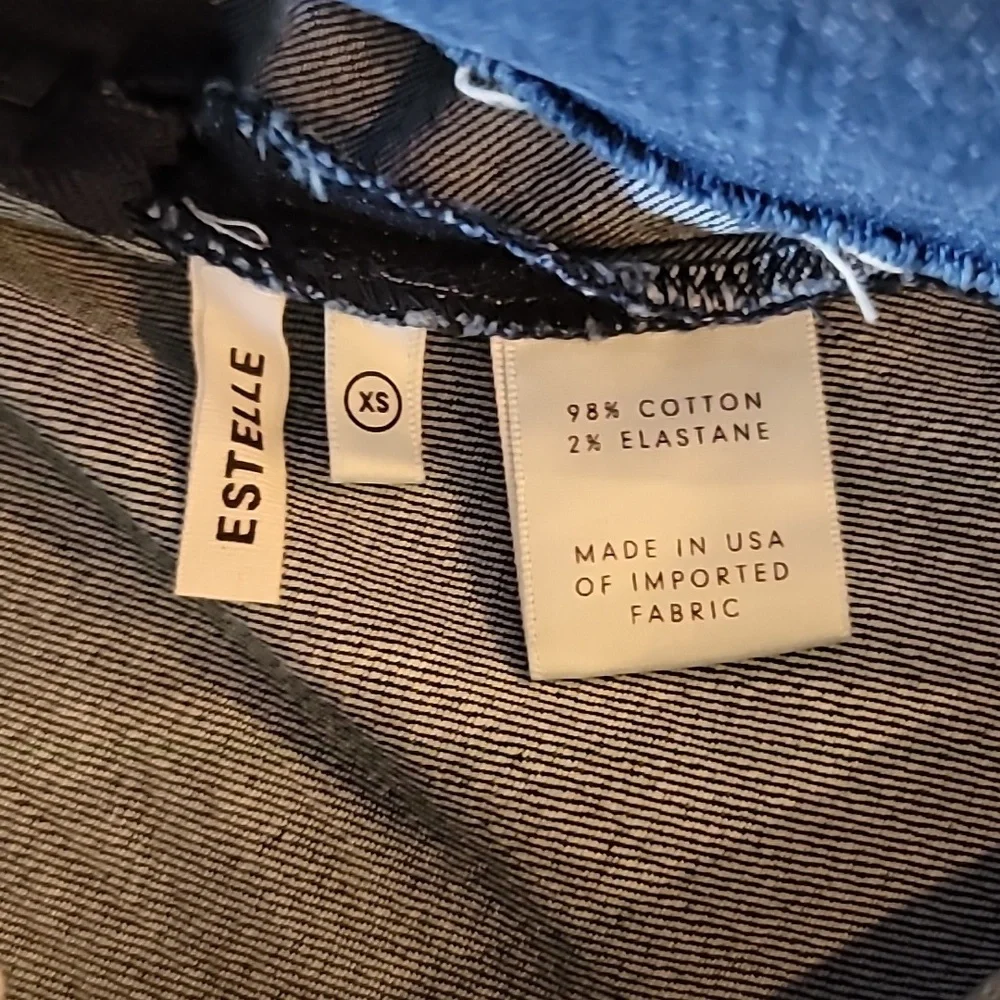 ESTELLE
XS
98% COTTON
2% ELASTANE
MADE IN USA
OF IMPORTED
FABRIC